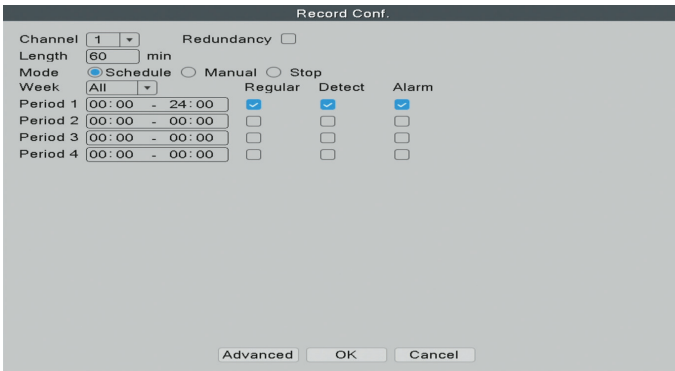 Record Conf.
Channel 1 Redundancy
Length 60 min
Mode Schedule Manual Stop
Week All Regular Detect Alarm
Period 1 00:00 - 24:00
Period 2 00:00 - 00:00
Period 3 00:00 - 00:00
Period 4 00:00 - 00:00
Advanced OK Cancel